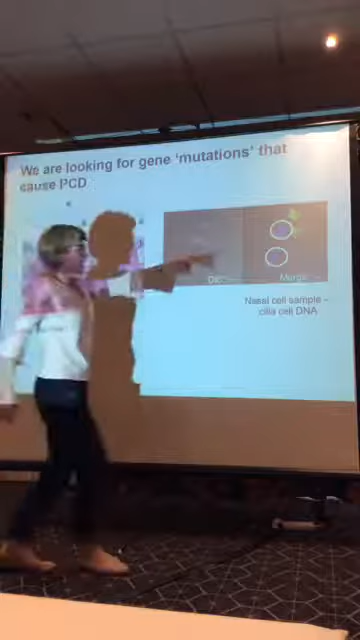 We are looking for gene 'mutations' that
cause PCD
Merge
Nasal cell sample -
cilia cell DNA